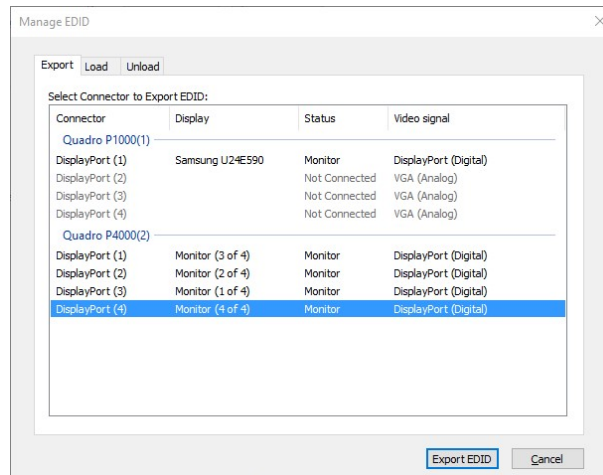 Manage EDID
Export Load Unload
Select Connector to Export EDID:
Connector Display Status Video signal
Quadro P1000(1)
DisplayPort (1) Samsung U24E590 Monitor DisplayPort (Digital)
DisplayPort (2) Not Connected VGA (Analog)
DisplayPort (3) Not Connected VGA (Analog)
DisplayPort (4) Not Connected VGA (Analog)
Quadro P4000(2)
DisplayPort (1) Monitor (3 of 4) Monitor DisplayPort (Digital)
DisplayPort (2) Monitor (2 of 4) Monitor DisplayPort (Digital)
DisplayPort (3) Monitor (1 of 4) Monitor DisplayPort (Digital)
DisplayPort (4) Monitor (4 of 4) Monitor DisplayPort (Digital)
Export EDID Cancel